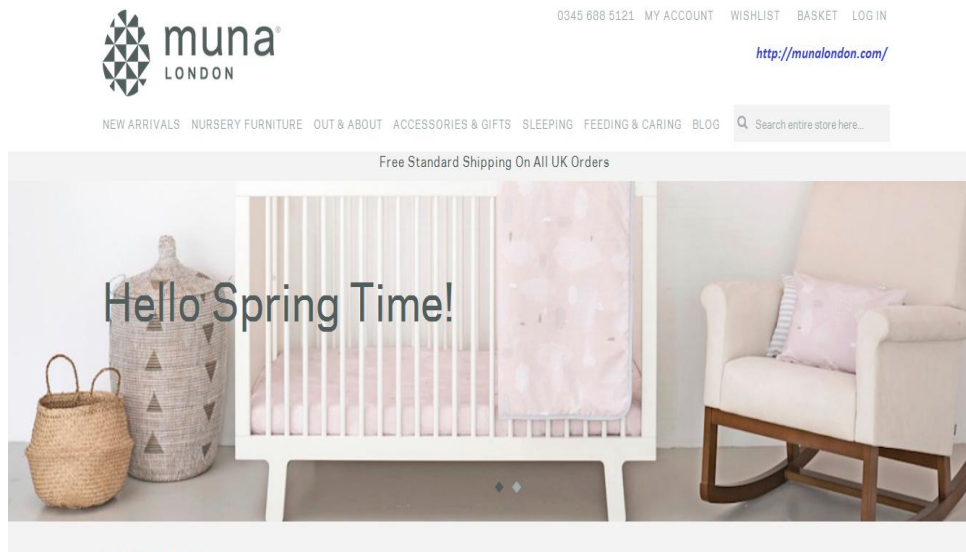 0345 688 5121 MY ACCOUNT WISHLIST BASKET LOG IN
muna®
LONDON
http://munalondon.com/
NEW ARRIVALS NURSERY FURNITURE OUT & ABOUT ACCESSORIES & GIFTS SLEEPING FEEDING & CARING BLOG Search entire store here...
Free Standard Shipping On All UK Orders
Hello Spring Time!